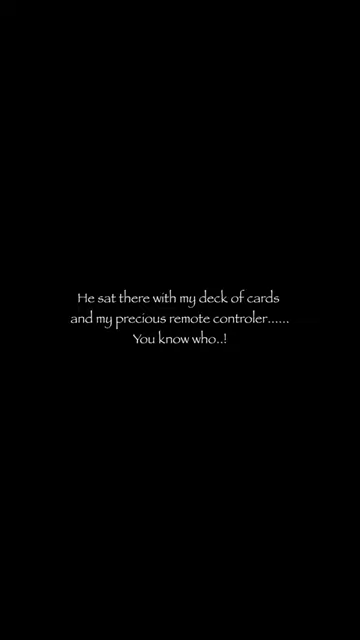 He sat there with my deck of cards
and my precious remote controler......
You know who..!